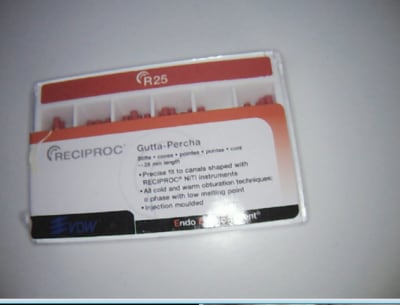 R25
RECIPROC®
Gutta-Percha
Stifte • cones • pointes • pontas • coni
28 mm length
• Precise fit to canals shaped with
RECIPROC® NiTi instruments
• All cold and warm obturation techniques:
α phase with low melting point
• Injection moulded
VDW
Endo